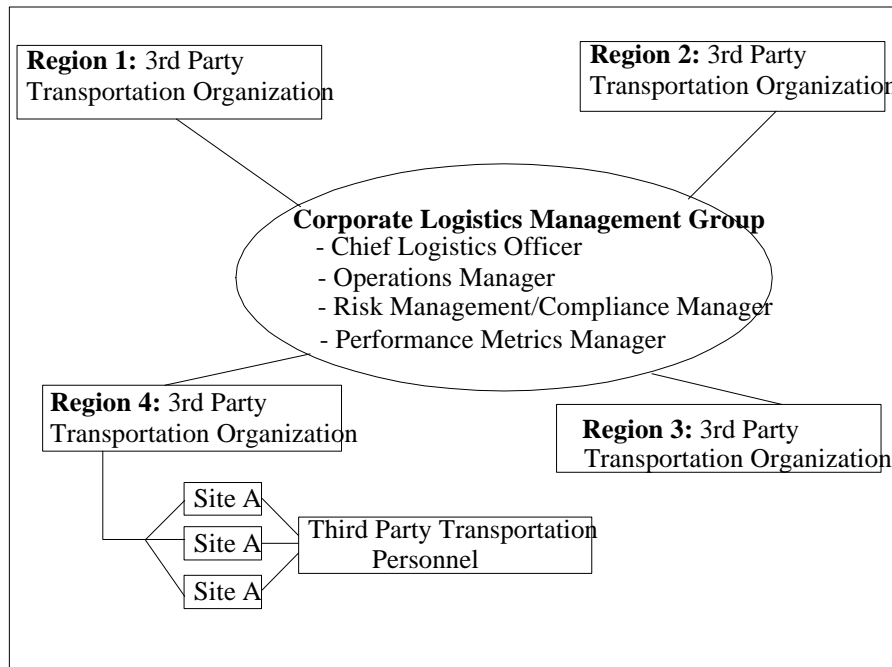 Region 1: 3rd Party
Transportation Organization
Region 2: 3rd Party
Transportation Organization
Corporate Logistics Management Group
- Chief Logistics Officer
- Operations Manager
- Risk Management/Compliance Manager
- Performance Metrics Manager
Region 4: 3rd Party
Transportation Organization
Region 3: 3rd Party
Transportation Organization
Site A
Site A
Site A
Third Party Transportation
Personnel